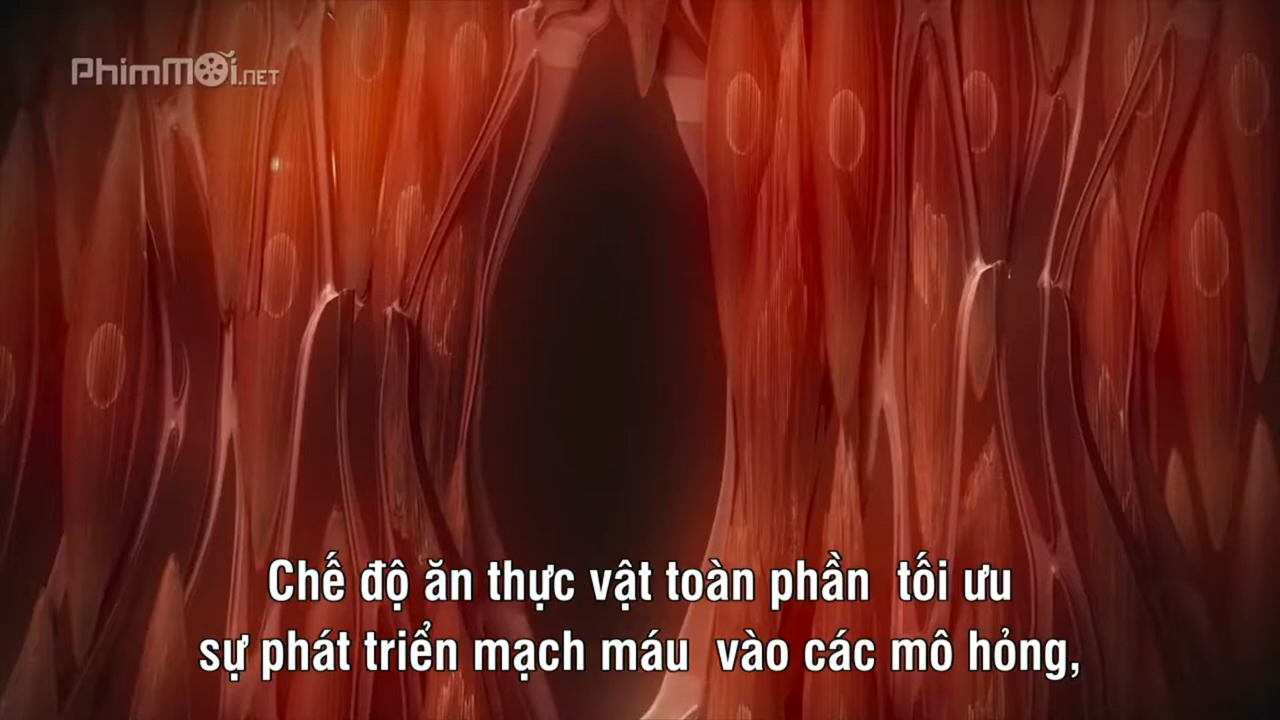 PhimMỡi.NET
Chế độ ăn thực vật toàn phần tối ưu
sự phát triển mạch máu vào các mô hỏng,